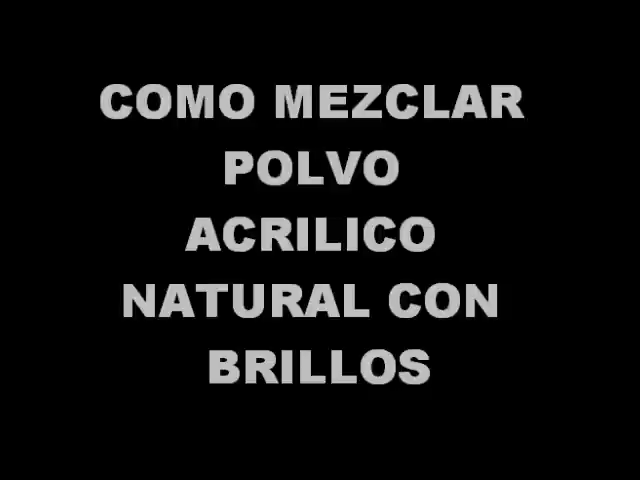 COMO MEZCLAR
POLVO
ACRILICO
NATURAL CON
BRILLOS